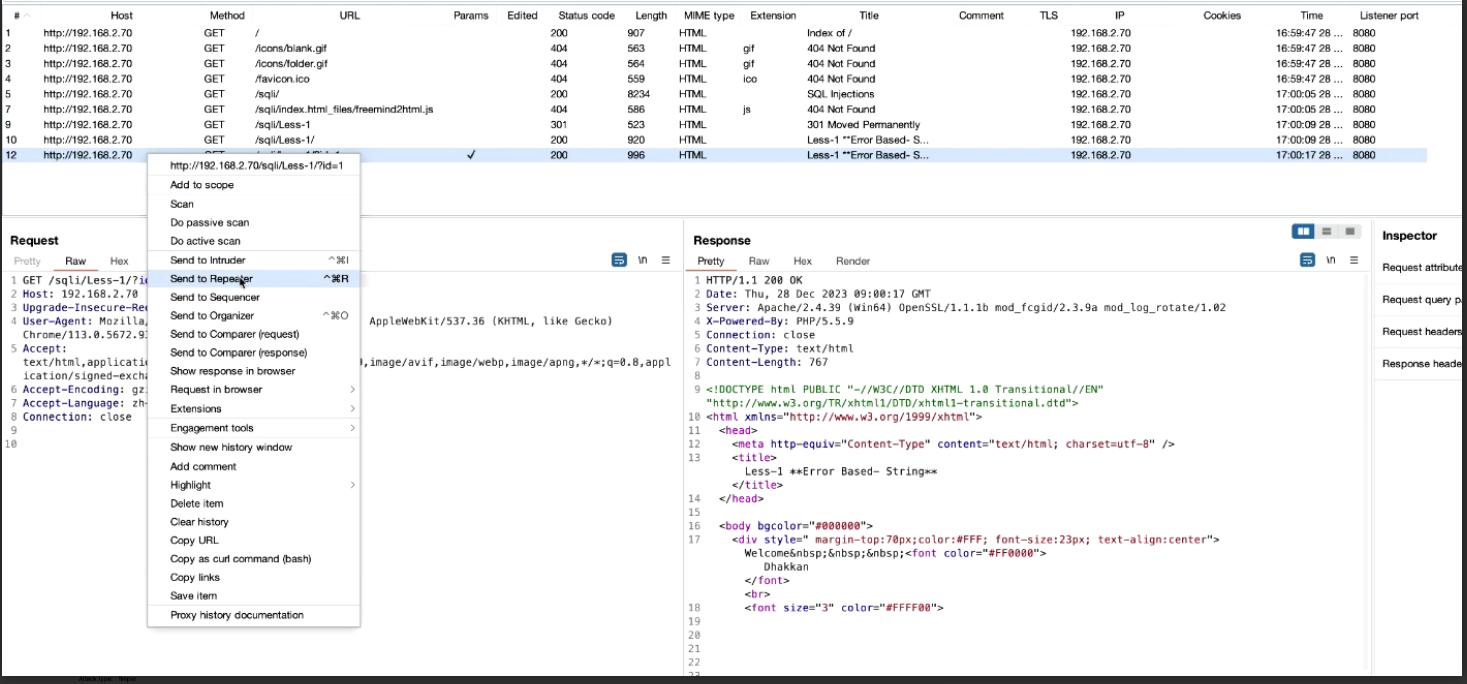 # Host Method URL Params Edited Status code Length MIME type Extension Title Comment TLS IP Cookies Time Listener port
1 http://192.168.2.70 GET / 200 907 HTML Index of / 192.168.2.70 16:59:47 28 ... 8080
2 http://192.168.2.70 GET /icons/blank.gif 404 563 HTML gif 404 Not Found 192.168.2.70 16:59:47 28 ... 8080
3 http://192.168.2.70 GET /icons/folder.gif 404 564 HTML gif 404 Not Found 192.168.2.70 16:59:47 28 ... 8080
4 http://192.168.2.70 GET /favicon.ico 404 559 HTML ico 404 Not Found 192.168.2.70 16:59:47 28 ... 8080
5 http://192.168.2.70 GET /sqli/ 200 8234 HTML SQL Injections 192.168.2.70 17:00:05 28 ... 8080
7 http://192.168.2.70 GET /sqli/index.html_files/freemind2html.js 404 586 HTML js 404 Not Found 192.168.2.70 17:00:05 28 ... 8080
9 http://192.168.2.70 GET /sqli/Less-1 301 523 HTML 301 Moved Permanently 192.168.2.70 17:00:09 28 ... 8080
10 http://192.168.2.70 GET /sqli/Less-1/ 200 920 HTML Less-1 **Error Based- S... 192.168.2.70 17:00:09 28 ... 8080
12 http://192.168.2.70 ✓ 200 996 HTML Less-1 **Error Based- S... 192.168.2.70 17:00:17 28 ... 8080
http://192.168.2.70/sqli/Less-1/?id=1
Add to scope
Scan
Do passive scan
Do active scan
Send to Intruder ^⌘I
Send to Repeater ^⌘R
Send to Sequencer
Send to Organizer ^⌘O
Send to Comparer (request)
Send to Comparer (response)
Show response in browser
Request in browser
Extensions
Engagement tools
Show new history window
Add comment
Highlight
Delete item
Clear history
Copy URL
Copy as curl command (bash)
Copy links
Save item
Proxy history documentation
Request
Pretty Raw Hex \n
1 GET /sqli/Less-1/?i
2 Host: 192.168.2.70
3 Upgrade-Insecure-Re
4 User-Agent: Mozilla/ AppleWebKit/537.36 (KHTML, like Gecko)
Chrome/113.0.5672.9
5 Accept:
text/html,applicatio ,image/avif,image/webp,image/apng,*/*;q=0.8,appl
ication/signed-excha
6 Accept-Encoding: gz
7 Accept-Language: zh-
8 Connection: close
9
10
Response
Pretty Raw Hex Render \n
1 HTTP/1.1 200 OK
2 Date: Thu, 28 Dec 2023 09:00:17 GMT
3 Server: Apache/2.4.39 (Win64) OpenSSL/1.1.1b mod_fcgid/2.3.9a mod_log_rotate/1.02
4 X-Powered-By: PHP/5.5.9
5 Connection: close
6 Content-Type: text/html
7 Content-Length: 767
8
9 <!DOCTYPE html PUBLIC "-//W3C//DTD XHTML 1.0 Transitional//EN"
"http://www.w3.org/TR/xhtml1/DTD/xhtml1-transitional.dtd">
10 <html xmlns="http://www.w3.org/1999/xhtml">
11 <head>
12 <meta http-equiv="Content-Type" content="text/html; charset=utf-8" />
13 <title>
Less-1 **Error Based- String**
</title>
14 </head>
15
16 <body bgcolor="#000000">
17 <div style=" margin-top:70px;color:#FFF; font-size:23px; text-align:center">
Welcome&nbsp;&nbsp;&nbsp;<font color="#FF0000">
Dhakkan
</font>
<br>
18 <font size="3" color="#FFFF00">
19
20
21
22
Inspector
Request attribute
Request query p
Request headers
Response heade